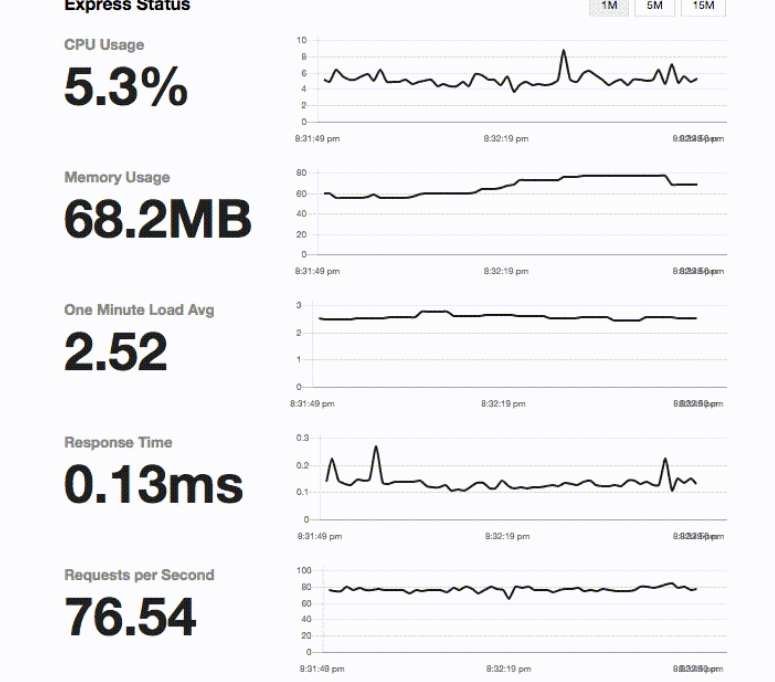 Express Status
1M 5M 15M
CPU Usage
5.3%
10
8
6
4
2
0
8:31:49 pm 8:32:19 pm
Memory Usage
68.2MB
80
60
40
20
0
8:31:49 pm 8:32:19 pm
One Minute Load Avg
2.52
3
2
1
0
8:31:49 pm 8:32:19 pm
Response Time
0.13ms
0.3
0.2
0.1
0
8:31:49 pm 8:32:19 pm
Requests per Second
76.54
100
80
60
40
20
0
8:31:49 pm 8:32:19 pm